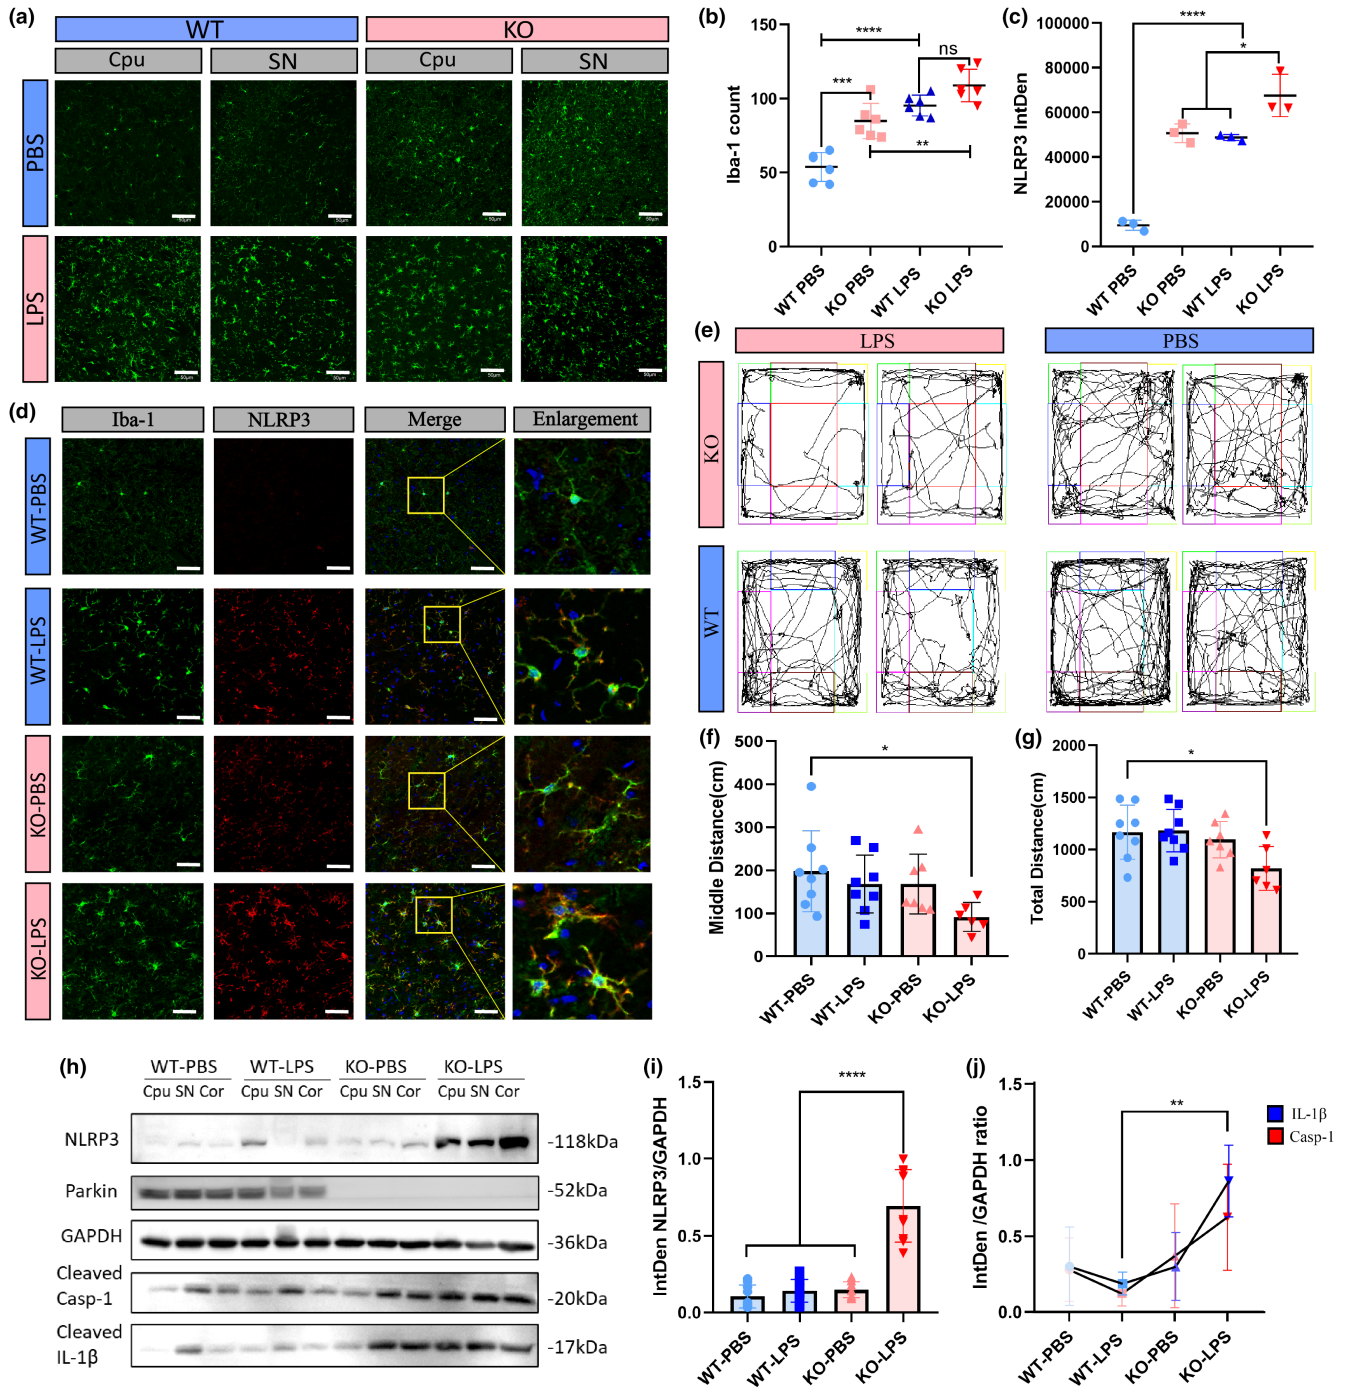 (a)
WT
KO
Cpu
SN
Cpu
SN
PBS
LPS
50μm
50μm
50μm
50μm
50μm
50μm
50μm
50μm
(b)
150
100
50
0
Iba-1 count
****
***
ns
**
WT PBS
KO PBS
WT LPS
KO LPS
(c)
100000
80000
60000
40000
20000
0
NLRP3 IntDen
****
*
WT PBS
KO PBS
WT LPS
KO LPS
(d)
Iba-1
NLRP3
Merge
Enlargement
WT-PBS
WT-LPS
KO-PBS
KO-LPS
(e)
LPS
PBS
KO
WT
(f)
500
400
300
200
100
0
Middle Distance(cm)
*
WT-PBS
WT-LPS
KO-PBS
KO-LPS
(g)
2000
1500
1000
500
0
Total Distance(cm)
*
WT-PBS
WT-LPS
KO-PBS
KO-LPS
(h)
WT-PBS
WT-LPS
KO-PBS
KO-LPS
Cpu SN Cor
Cpu SN Cor
Cpu SN Cor
Cpu SN Cor
NLRP3
-118kDa
Parkin
-52kDa
GAPDH
-36kDa
Cleaved
Casp-1
-20kDa
Cleaved
IL-1β
-17kDa
(i)
1.5
1.0
0.5
0.0
IntDen NLRP3/GAPDH
****
WT-PBS
WT-LPS
KO-PBS
KO-LPS
(j)
1.5
1.0
0.5
0.0
IntDen /GAPDH ratio
**
WT-PBS
WT-LPS
KO-PBS
KO-LPS
IL-1β
Casp-1